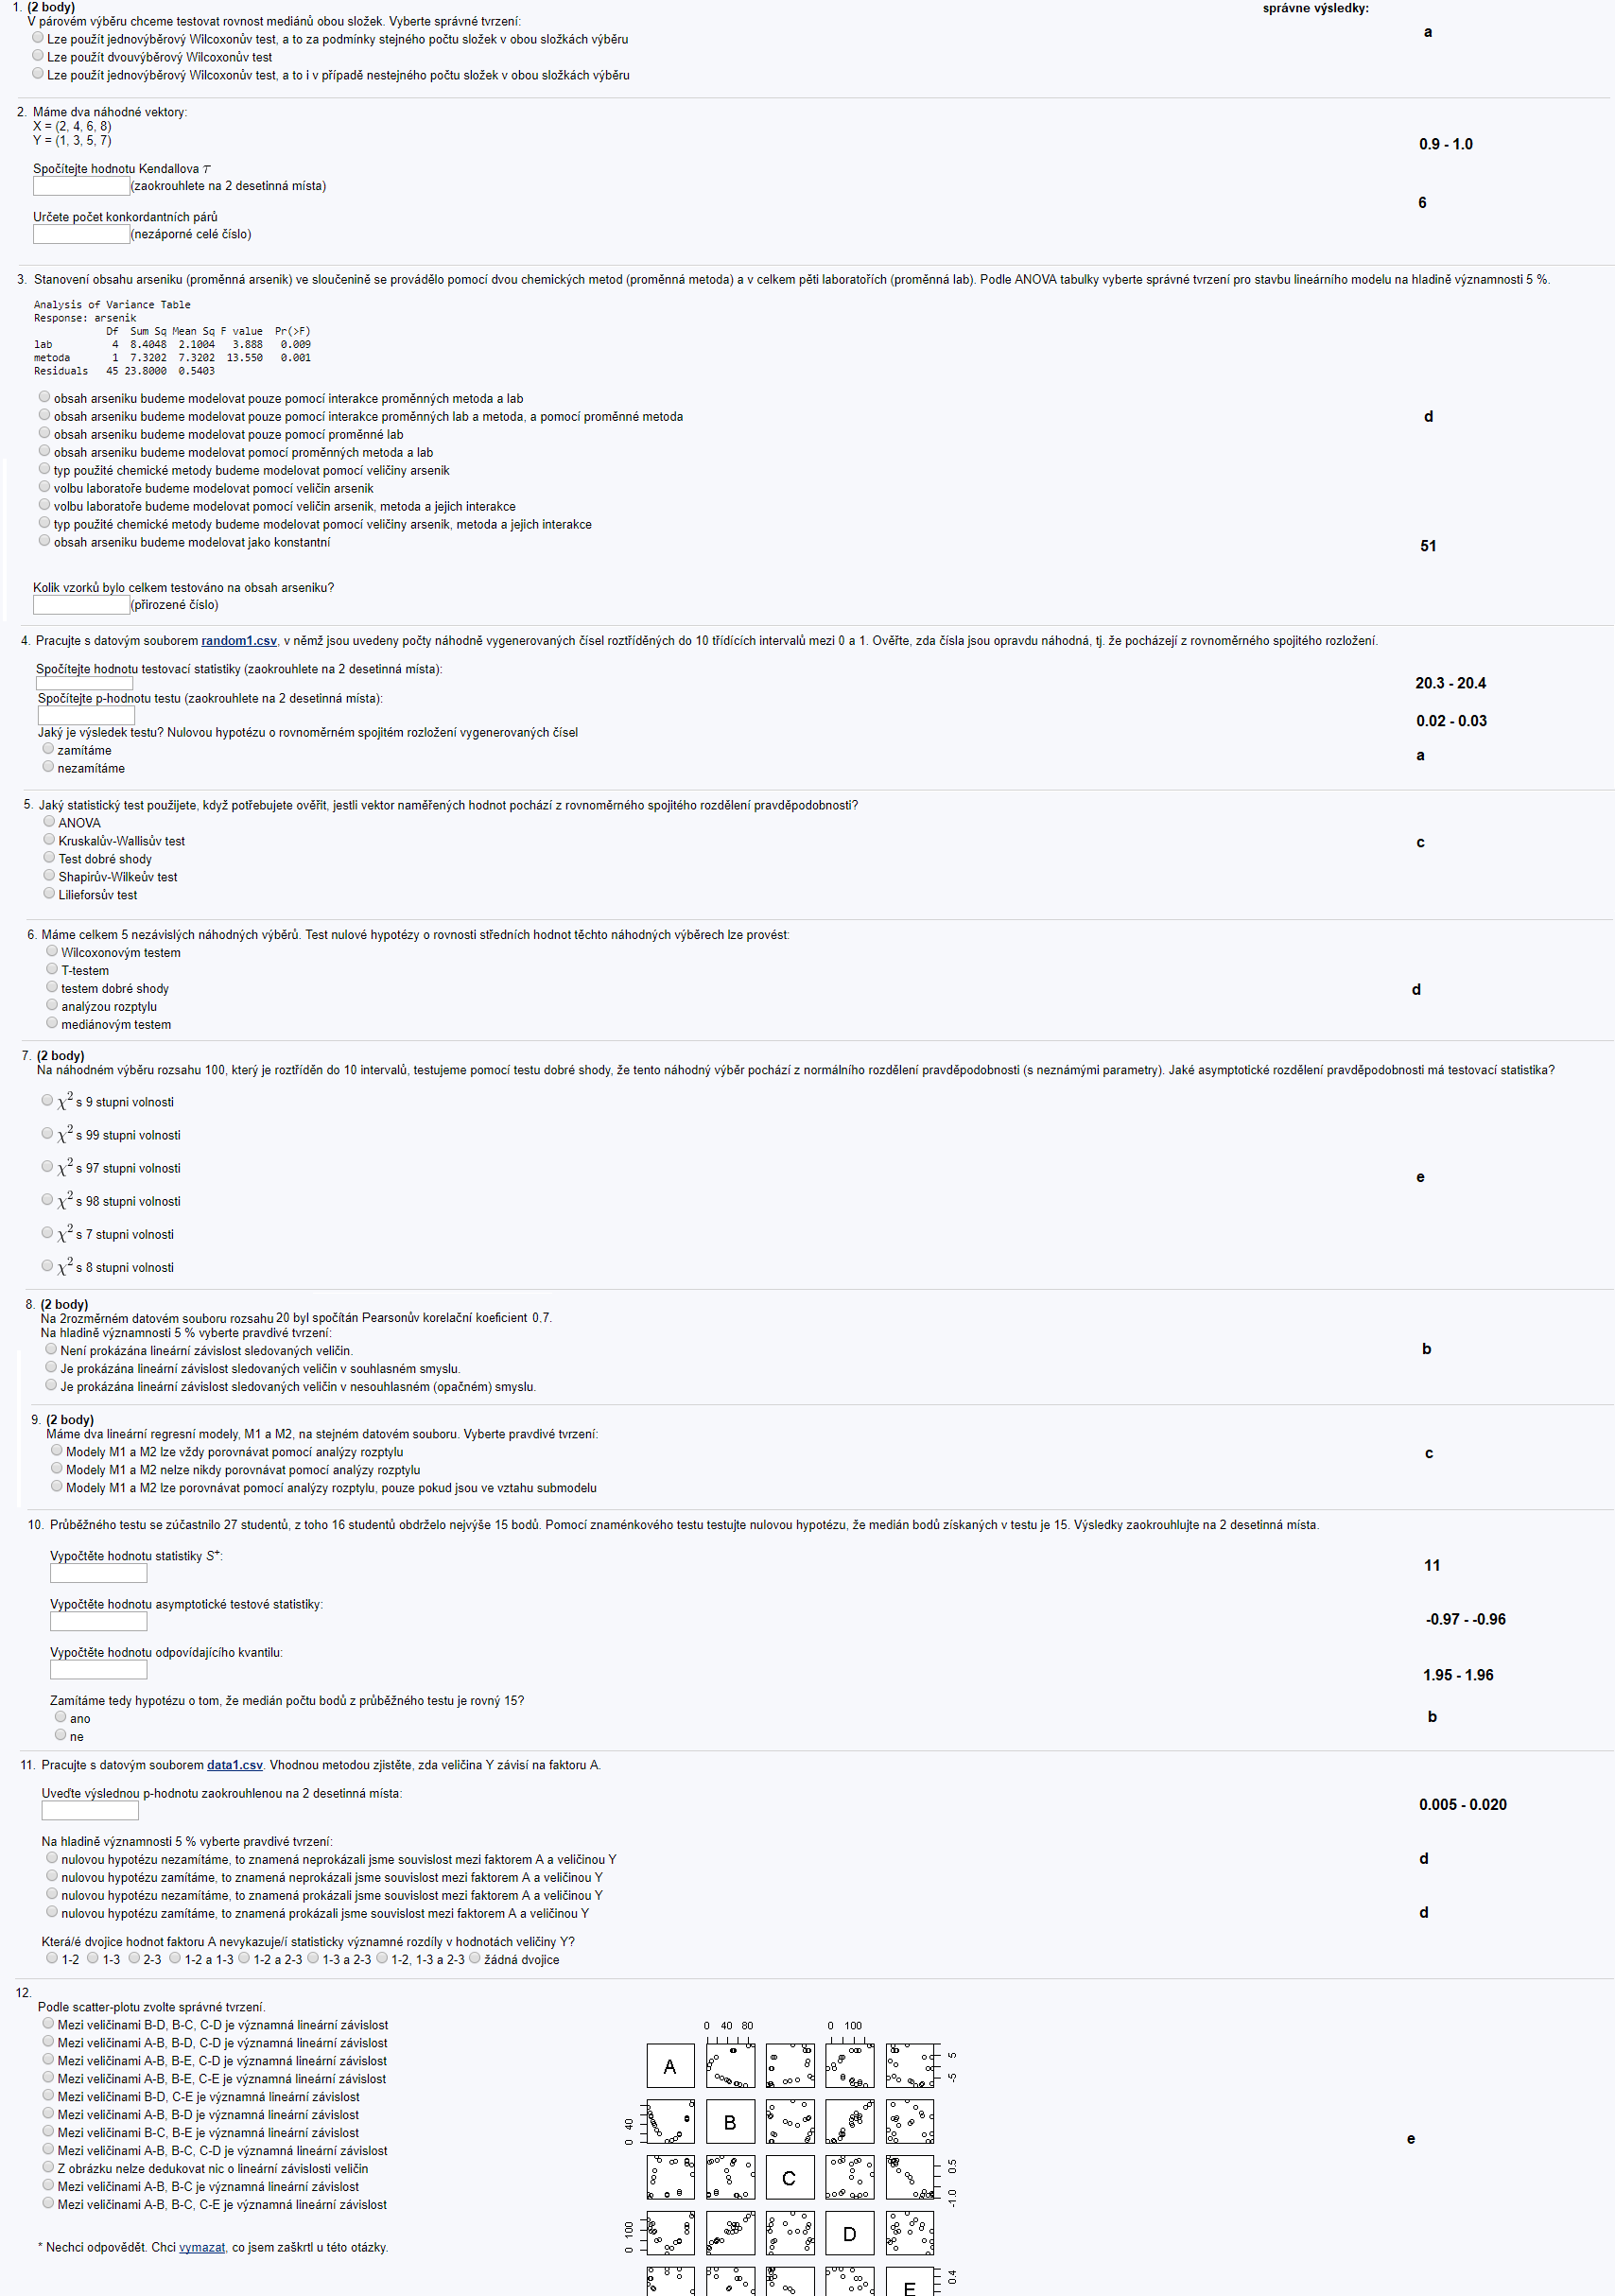 1. (2 body)
správne výsledky:
V párovém výběru chceme testovat rovnost mediánů obou složek. Vyberte správné tvrzení:
Lze použít jednovýběrový Wilcoxonův test, a to za podmínky stejného počtu složek v obou složkách výběru
a
Lze použít dvouvýběrový Wilcoxonův test
Lze použít jednovýběrový Wilcoxonův test, a to i v případě nestejného počtu složek v obou složkách výběru
2. Máme dva náhodné vektory:
X = (2, 4, 6, 8)
Y = (1, 3, 5, 7)
0.9 - 1.0
Spočítejte hodnotu Kendallova τ
(zaokrouhlete na 2 desetinná místa)
6
Určete počet konkordantních párů
(nezáporné celé číslo)
3. Stanovení obsahu arseniku (proměnná arsenik) ve sloučenině se provádělo pomocí dvou chemických metod (proměnná metoda) a v celkem pěti laboratořích (proměnná lab). Podle ANOVA tabulky vyberte správné tvrzení pro stavbu lineárního modelu na hladině významnosti 5 %.
Analysis of Variance Table
Response: arsenik
Df Sum Sq Mean Sq F value Pr(>F)
lab 4 8.4048 2.1004 3.888 0.009
metoda 1 7.3202 7.3202 13.550 0.001
Residuals 45 23.8000 0.5403
obsah arseniku budeme modelovat pouze pomocí interakce proměnných metoda a lab
obsah arseniku budeme modelovat pouze pomocí interakce proměnných lab a metoda, a pomocí proměnné metoda
d
obsah arseniku budeme modelovat pouze pomocí proměnné lab
obsah arseniku budeme modelovat pomocí proměnných metoda a lab
typ použité chemické metody budeme modelovat pomocí veličiny arsenik
volbu laboratoře budeme modelovat pomocí veličin arsenik
volbu laboratoře budeme modelovat pomocí veličin arsenik, metoda a jejich interakce
typ použité chemické metody budeme modelovat pomocí veličiny arsenik, metoda a jejich interakce
obsah arseniku budeme modelovat jako konstantní
51
Kolik vzorků bylo celkem testováno na obsah arseniku?
(přirozené číslo)
4. Pracujte s datovým souborem random1.csv, v němž jsou uvedeny počty náhodně vygenerovaných čísel roztříděných do 10 třídících intervalů mezi 0 a 1. Ověřte, zda čísla jsou opravdu náhodná, tj. že pocházejí z rovnoměrného spojitého rozložení.
Spočítejte hodnotu testovací statistiky (zaokrouhlete na 2 desetinná místa):
20.3 - 20.4
Spočítejte p-hodnotu testu (zaokrouhlete na 2 desetinná místa):
0.02 - 0.03
Jaký je výsledek testu? Nulovou hypotézu o rovnoměrném spojitém rozložení vygenerovaných čísel
zamítáme
a
nezamítáme
5. Jaký statistický test použijete, když potřebujete ověřit, jestli vektor naměřených hodnot pochází z rovnoměrného spojitého rozdělení pravděpodobnosti?
ANOVA
Kruskalův-Wallisův test
c
Test dobré shody
Shapirův-Wilkeův test
Lilieforsův test
6. Máme celkem 5 nezávislých náhodných výběrů. Test nulové hypotézy o rovnosti středních hodnot těchto náhodných výběrech lze provést:
Wilcoxonovým testem
T-testem
testem dobré shody
d
analýzou rozptylu
mediánovým testem
7. (2 body)
Na náhodném výběru rozsahu 100, který je roztříděn do 10 intervalů, testujeme pomocí testu dobré shody, že tento náhodný výběr pochází z normálního rozdělení pravděpodobnosti (s neznámými parametry). Jaké asymptotické rozdělení pravděpodobnosti má testovací statistika?
χ² s 9 stupni volnosti
χ² s 99 stupni volnosti
χ² s 97 stupni volnosti
e
χ² s 98 stupni volnosti
χ² s 7 stupni volnosti
χ² s 8 stupni volnosti
8. (2 body)
Na 2rozměrném datovém souboru rozsahu 20 byl spočítán Pearsonův korelační koeficient 0.7.
Na hladině významnosti 5 % vyberte pravdivé tvrzení:
Není prokázána lineární závislost sledovaných veličin.
b
Je prokázána lineární závislost sledovaných veličin v souhlasném smyslu.
Je prokázána lineární závislost sledovaných veličin v nesouhlasném (opačném) smyslu.
9. (2 body)
Máme dva lineární regresní modely, M1 a M2, na stejném datovém souboru. Vyberte pravdivé tvrzení:
Modely M1 a M2 lze vždy porovnávat pomocí analýzy rozptylu
c
Modely M1 a M2 nelze nikdy porovnávat pomocí analýzy rozptylu
Modely M1 a M2 lze porovnávat pomocí analýzy rozptylu, pouze pokud jsou ve vztahu submodelu
10. Průběžného testu se zúčastnilo 27 studentů, z toho 16 studentů obdrželo nejvýše 15 bodů. Pomocí znaménkového testu testujte nulovou hypotézu, že medián bodů získaných v testu je 15. Výsledky zaokrouhlujte na 2 desetinná místa.
Vypočtěte hodnotu statistiky S⁺:
11
Vypočtěte hodnotu asymptotické testové statistiky:
-0.97 - -0.96
Vypočtěte hodnotu odpovídajícího kvantilu:
1.95 - 1.96
Zamítáme tedy hypotézu o tom, že medián počtu bodů z průběžného testu je rovný 15?
ano
b
ne
11. Pracujte s datovým souborem data1.csv. Vhodnou metodou zjistěte, zda veličina Y závisí na faktoru A.
Uveďte výslednou p-hodnotu zaokrouhlenou na 2 desetinná místa:
0.005 - 0.020
Na hladině významnosti 5 % vyberte pravdivé tvrzení:
nulovou hypotézu nezamítáme, to znamená neprokázali jsme souvislost mezi faktorem A a veličinou Y
d
nulovou hypotézu zamítáme, to znamená neprokázali jsme souvislost mezi faktorem A a veličinou Y
nulovou hypotézu nezamítáme, to znamená prokázali jsme souvislost mezi faktorem A a veličinou Y
nulovou hypotézu zamítáme, to znamená prokázali jsme souvislost mezi faktorem A a veličinou Y
d
Která/é dvojice hodnot faktoru A nevykazuje/í statisticky významné rozdíly v hodnotách veličiny Y?
1-2 1-3 2-3 1-2 a 1-3 1-2 a 2-3 1-3 a 2-3 1-2, 1-3 a 2-3 žádná dvojice
12.
Podle scatter-plotu zvolte správné tvrzení.
Mezi veličinami B-D, B-C, C-D je významná lineární závislost
Mezi veličinami A-B, B-D, C-D je významná lineární závislost
Mezi veličinami A-B, B-E, C-D je významná lineární závislost
Mezi veličinami A-B, B-E, C-E je významná lineární závislost
Mezi veličinami B-D, C-E je významná lineární závislost
Mezi veličinami A-B, B-D je významná lineární závislost
Mezi veličinami B-C, B-E je významná lineární závislost
Mezi veličinami A-B, B-C, C-D je významná lineární závislost
Z obrázku nelze dedukovat nic o lineární závislosti veličin
Mezi veličinami A-B, B-C je významná lineární závislost
Mezi veličinami A-B, B-C, C-E je významná lineární závislost
* Nechci odpovědět. Chci vymazat, co jsem zaškrtl u této otázky.
0 40 80 0 100
A
-5 5
0 40
B
e
C
-1.0 0.5
0 100
D
E
0.4